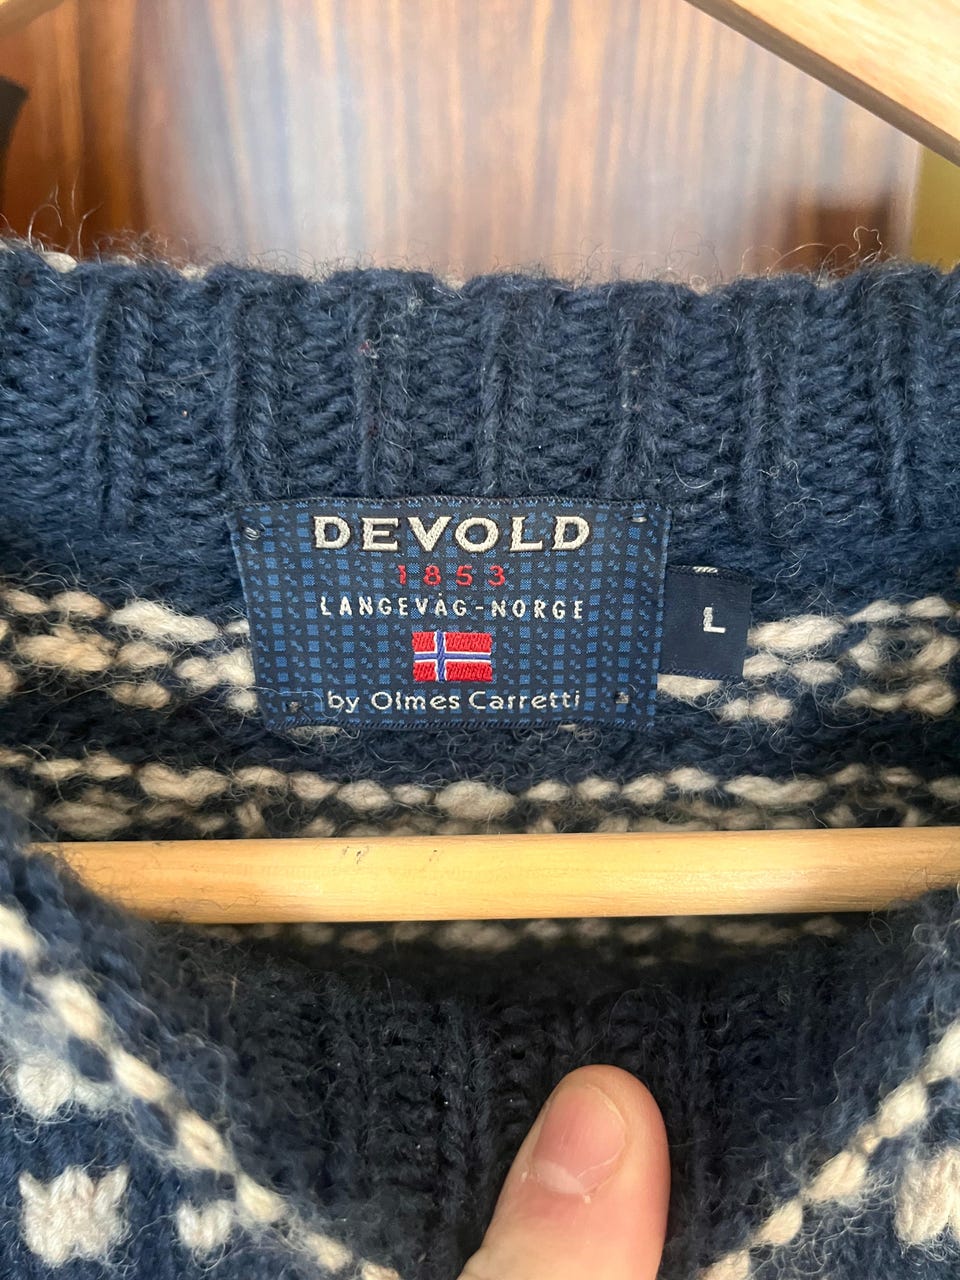 DEVOLD
1853
LANGEVÅG-NORGE
by Olmes Carretti
L